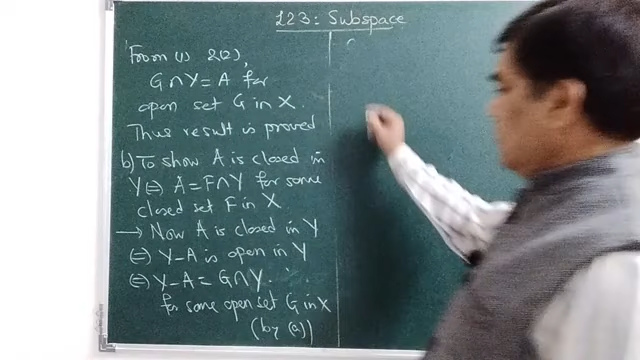 L23: Subspace
From (1) & (2),
G∩Y = A for
open set G in X.
Thus result is proved
b) To show A is closed in
Y ⇔ A = F∩Y for some
closed set F in X
→ Now A is closed in Y
⇔ Y-A is open in Y
⇔ Y-A = G∩Y.
for some open set G in X
(by (a))